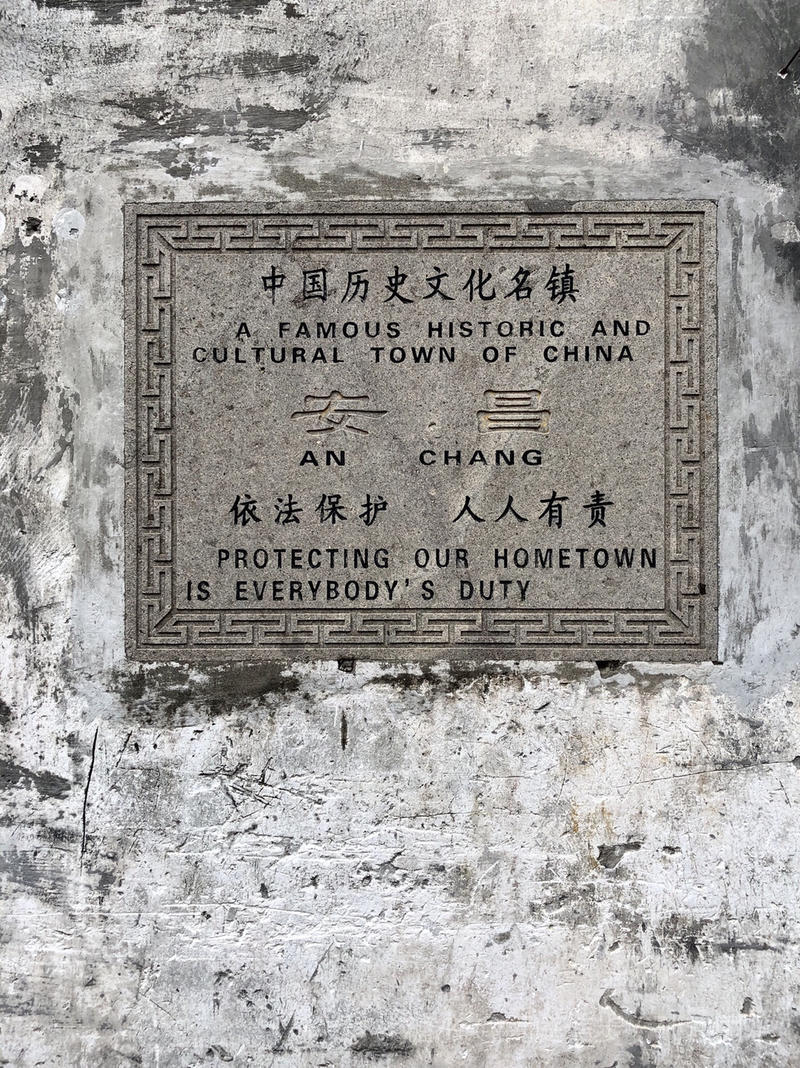 中国历史文化名镇
A FAMOUS HISTORIC AND
CULTURAL TOWN OF CHINA
安 昌
AN CHANG
依法保护 人人有责
PROTECTING OUR HOMETOWN
IS EVERYBODY'S DUTY